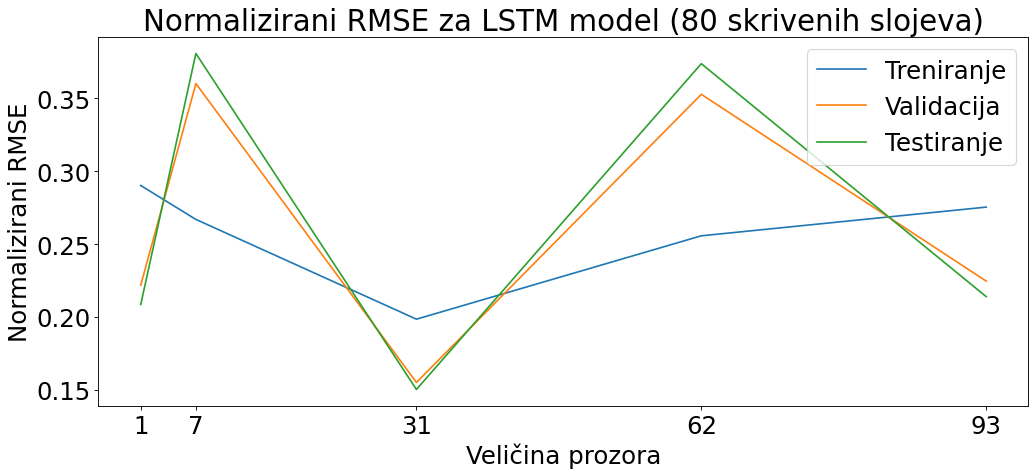 Normalizirani RMSE za LSTM model (80 skrivenih slojeva)
Normalizirani RMSE
0.35
0.30
0.25
0.20
0.15
Treniranje
Validacija
Testiranje
1 7 31 62 93
Veličina prozora